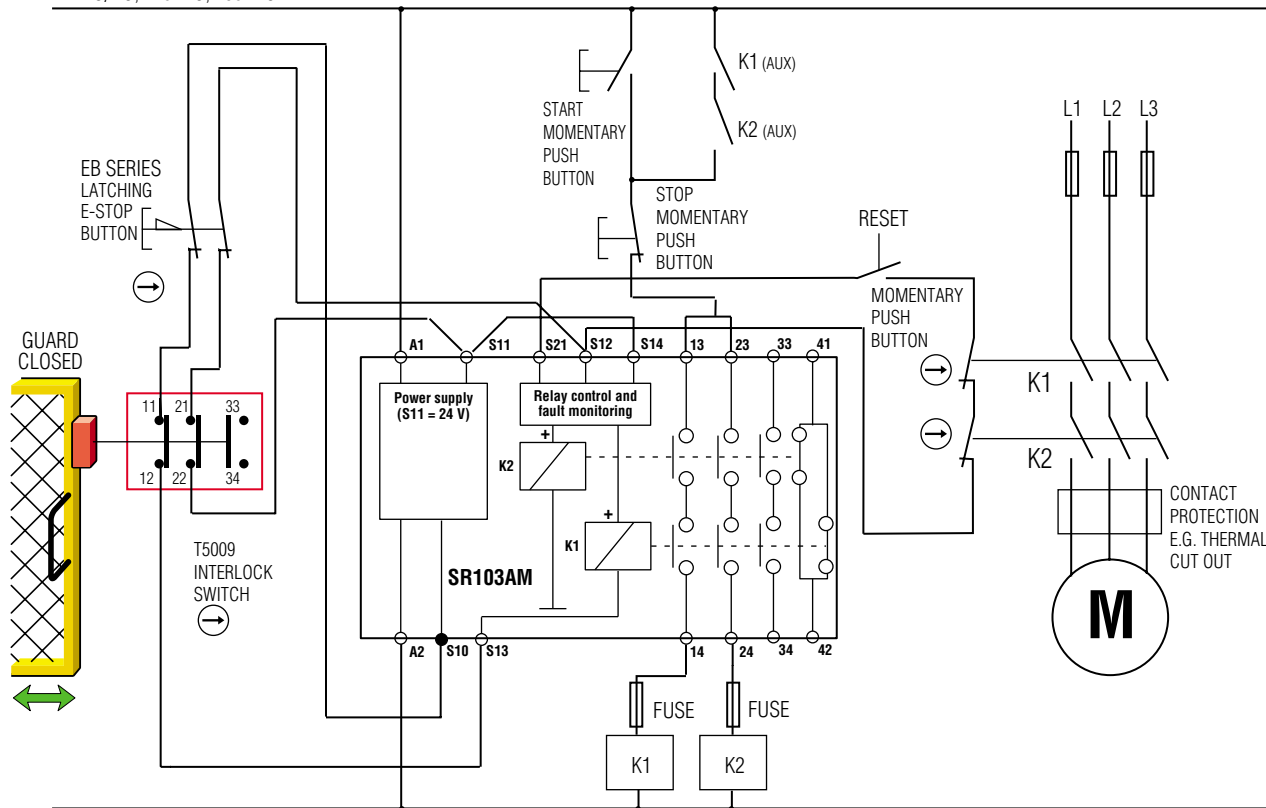 K1 (AUX)
START
MOMENTARY
PUSH
BUTTON
K2 (AUX)
L1 L2 L3
EB SERIES
LATCHING
E-STOP
BUTTON
STOP
MOMENTARY
PUSH
BUTTON
RESET
MOMENTARY
PUSH
BUTTON
GUARD
CLOSED
A1 S11 S21 S12 S14 13 23 33 41
Power supply
(S11 = 24 V)
Relay control and
fault monitoring
K1
11 21 33
12 22 34
+
K2
K2
+
K1
CONTACT
PROTECTION
E.G. THERMAL
CUT OUT
T5009
INTERLOCK
SWITCH
SR103AM
M
A2 S10 S13 14 24 34 42
FUSE FUSE
K1 K2